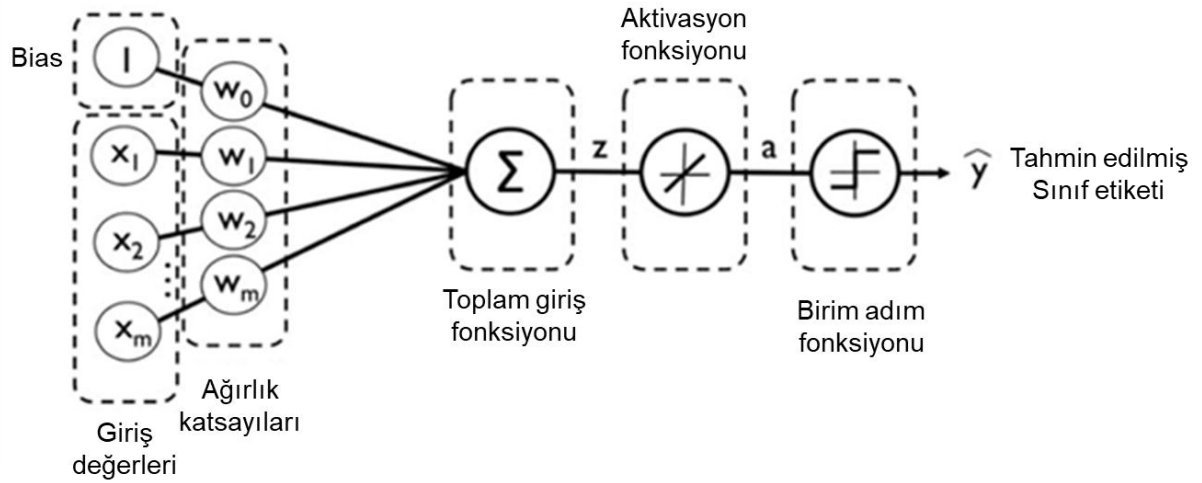 Bias
1
x1
x2
⋮
xm
Giriş
değerleri
w0
w1
w2
wm
Ağırlık
katsayıları
Σ
Toplam giriş
fonksiyonu
z
Aktivasyon
fonksiyonu
a
Birim adım
fonksiyonu
ŷ
Tahmin edilmiş
Sınıf etiketi